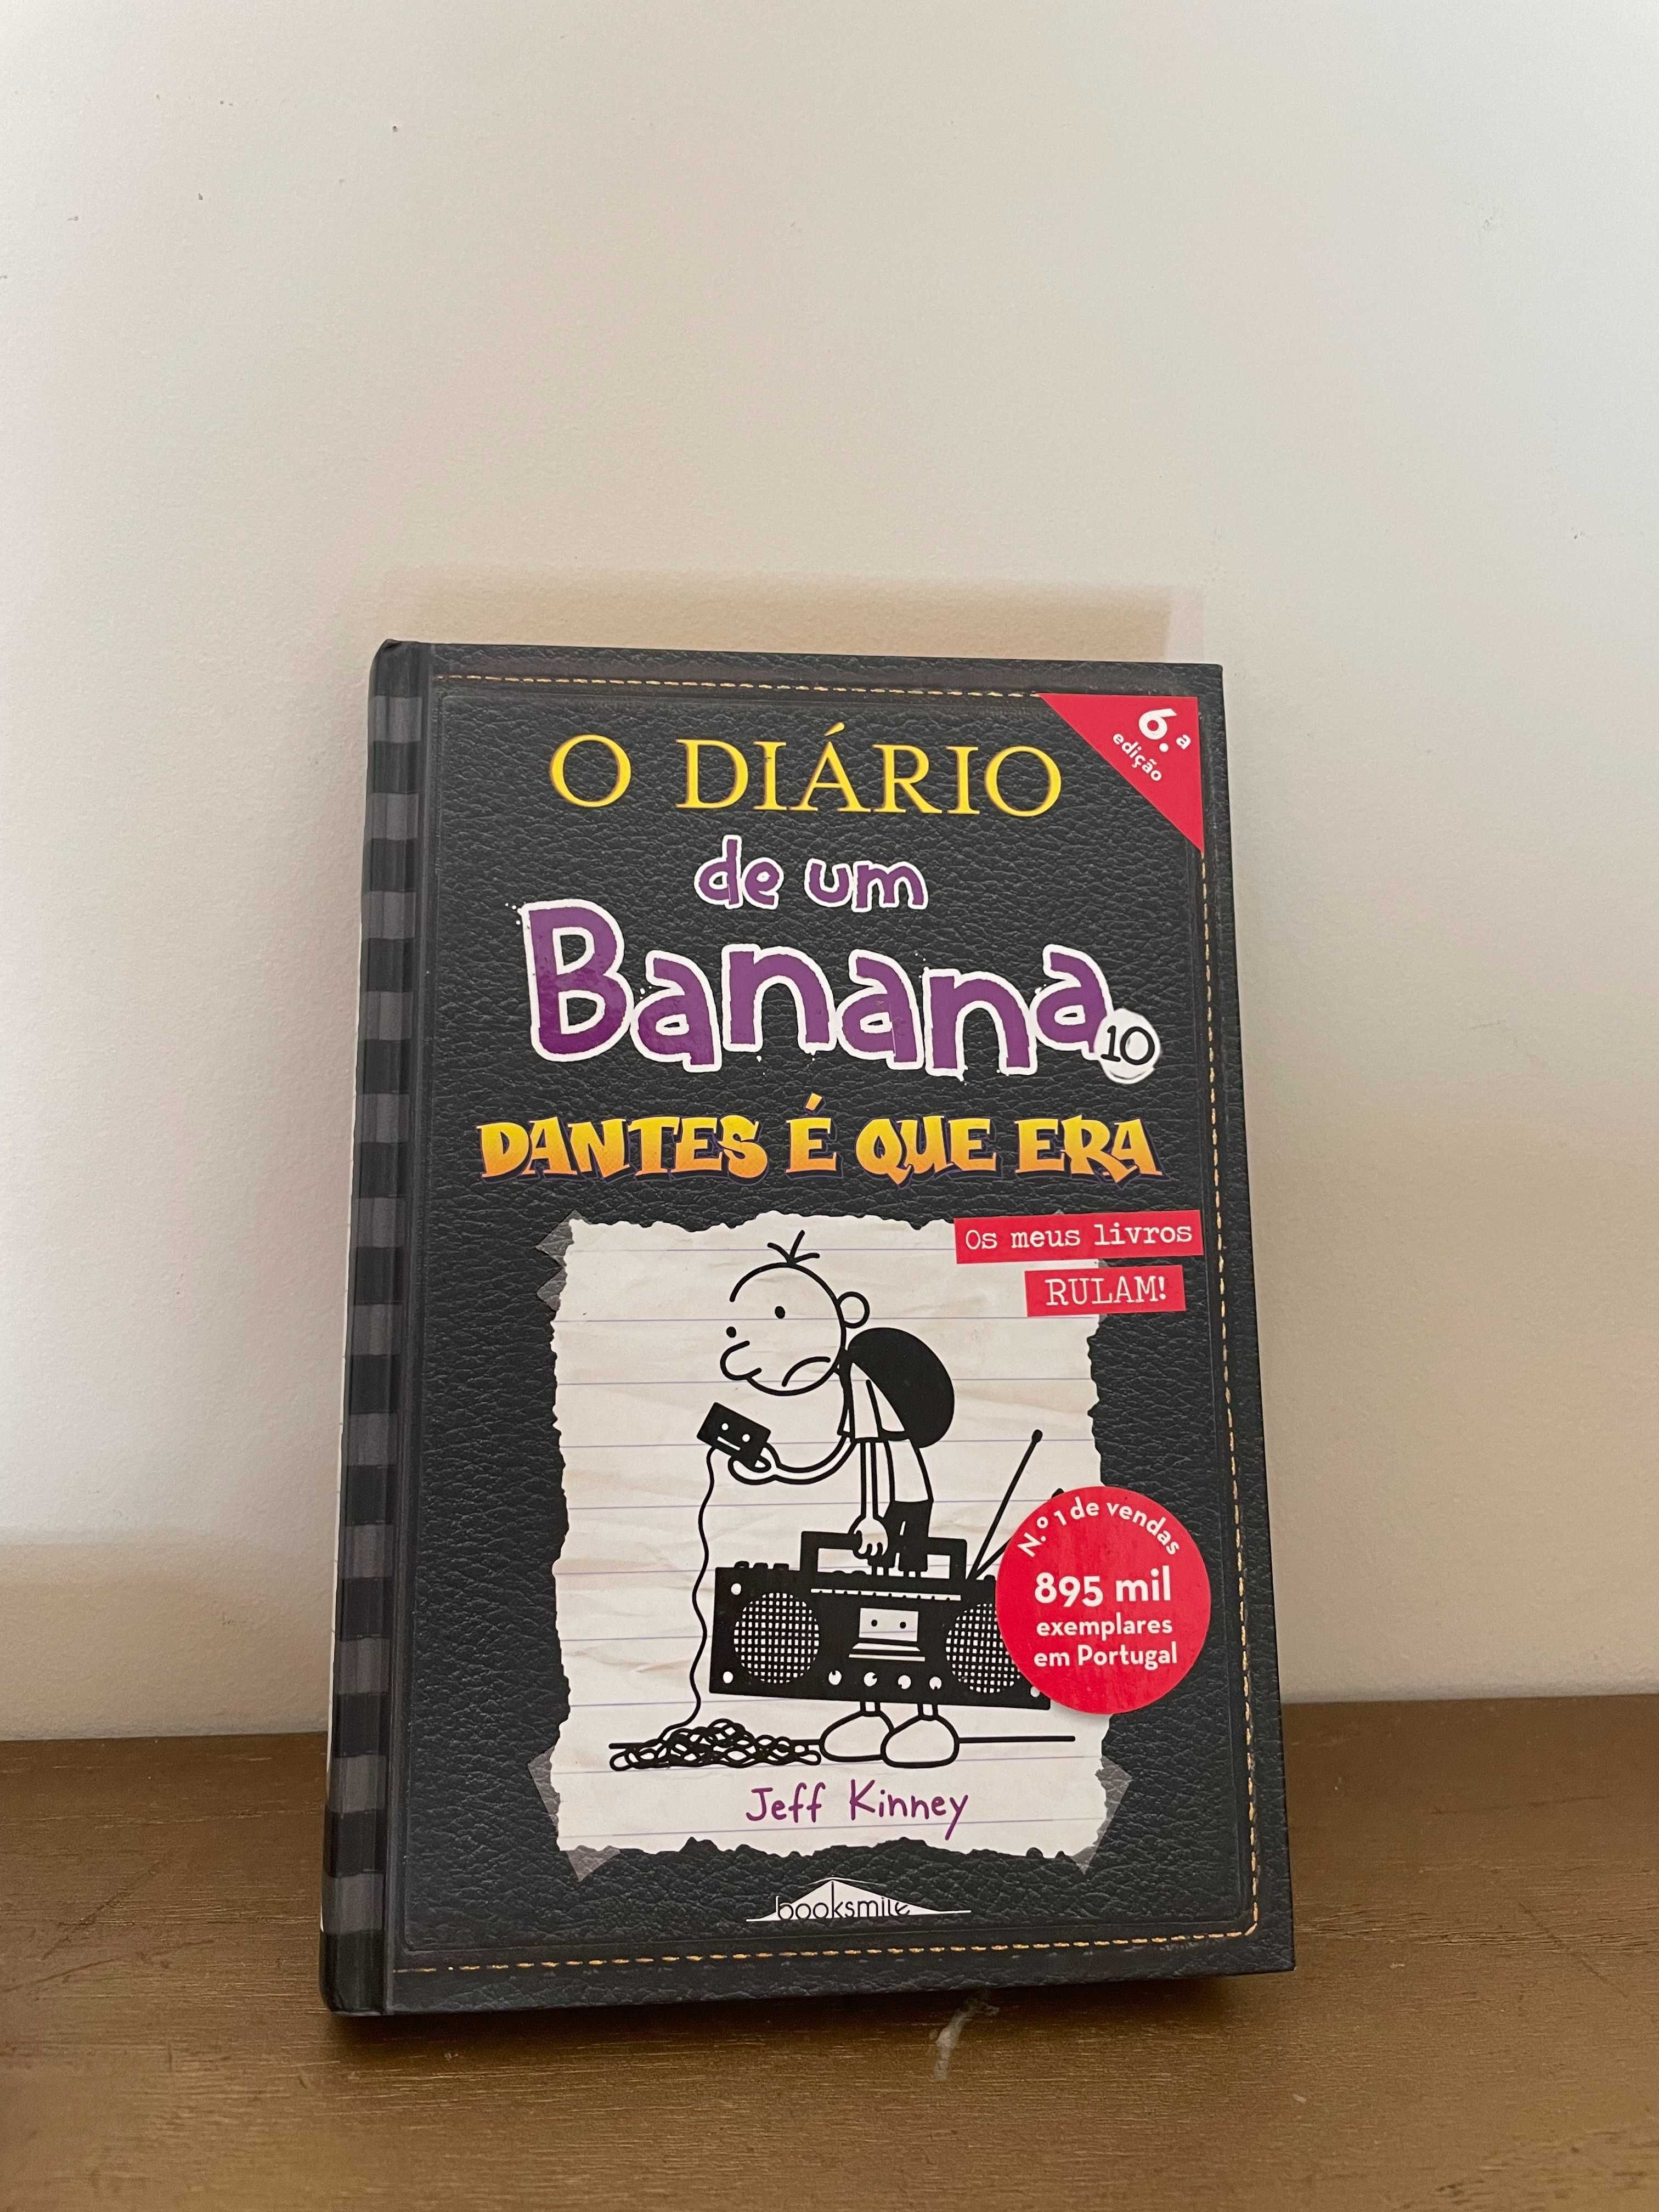 6.ª
edição
O DIÁRIO
de um
Banana
10
DANTES É QUE ERA
Os meus livros
RULAM!
N.º 1 de vendas
895 mil
exemplares
em Portugal
Jeff Kinney
booksmile